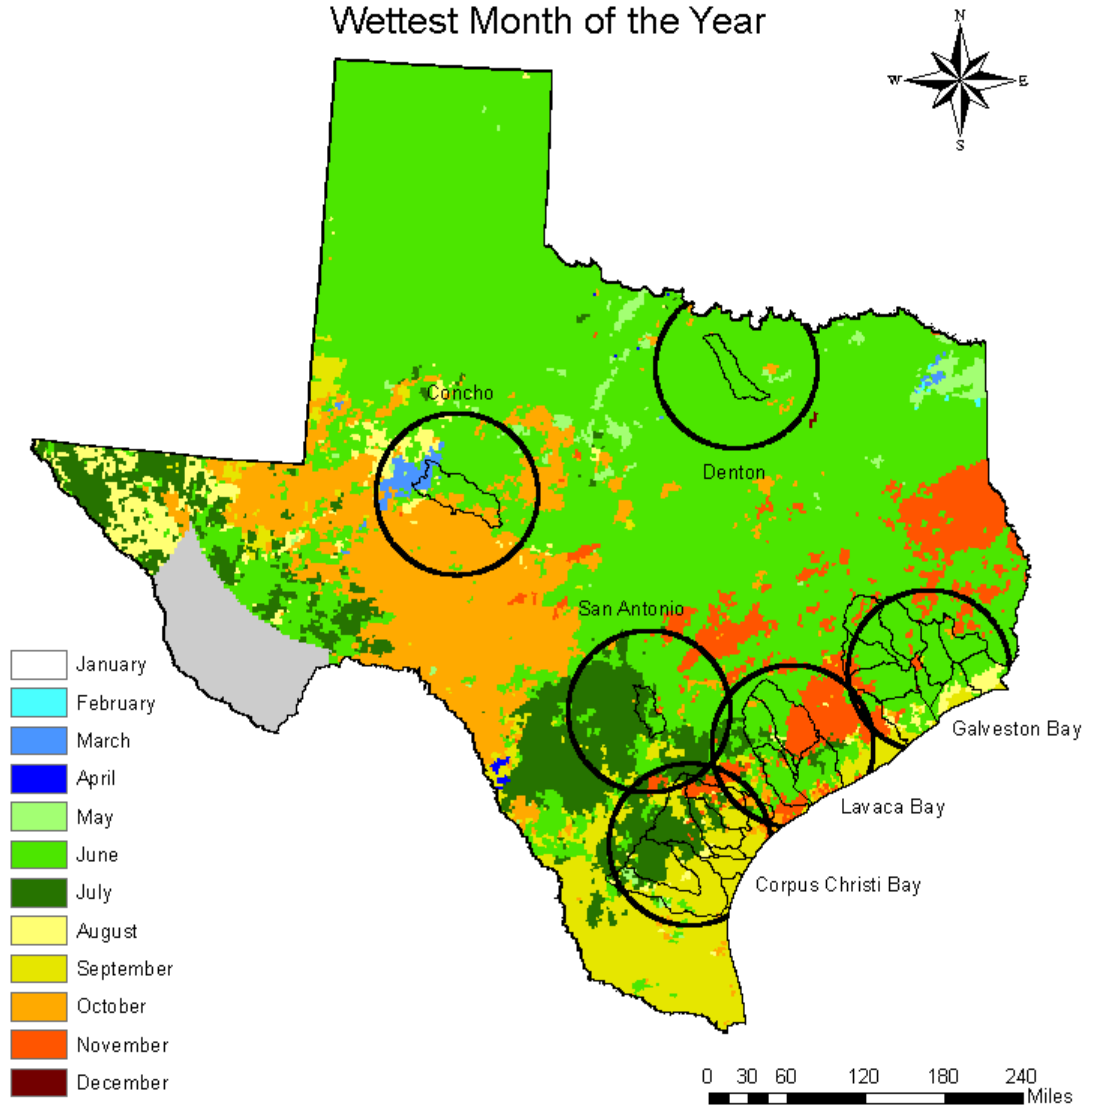 Wettest Month of the Year
N
W
E
S
Concho
Denton
San Antonio
Galveston Bay
Lavaca Bay
Corpus Christi Bay
January
February
March
April
May
June
July
August
September
October
November
December
0 30 60 120 180 240
Miles